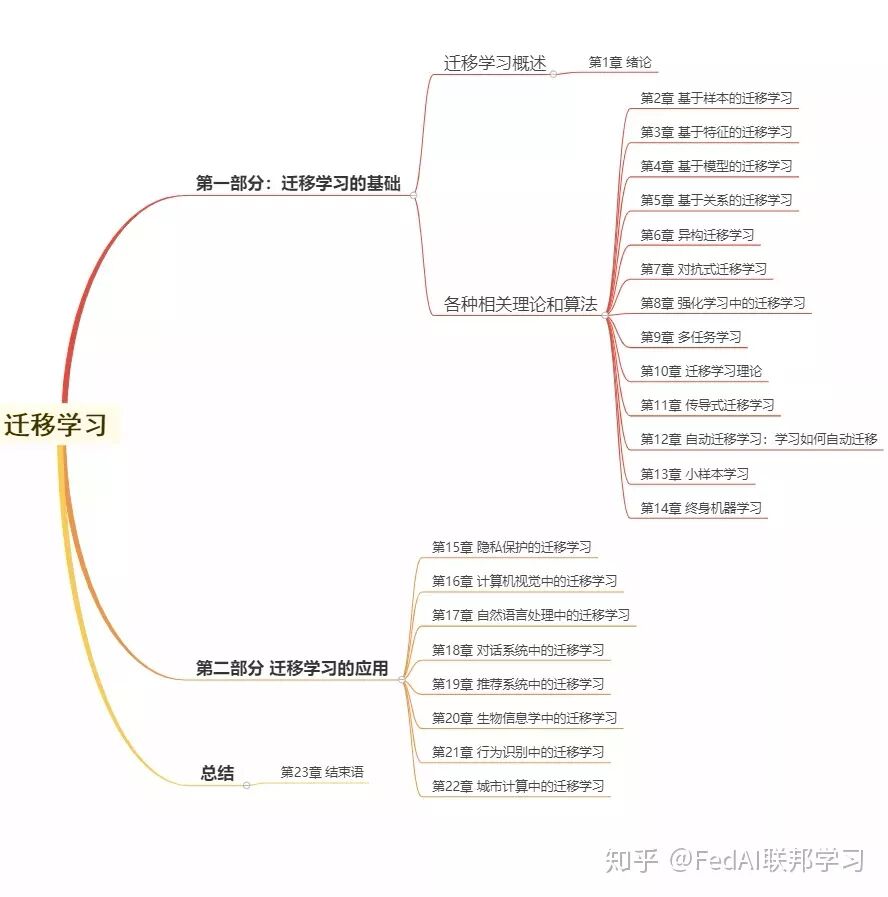 迁移学习
第一部分：迁移学习的基础
迁移学习概述
第1章 绪论
各种相关理论和算法
第2章 基于样本的迁移学习
第3章 基于特征的迁移学习
第4章 基于模型的迁移学习
第5章 基于关系的迁移学习
第6章 异构迁移学习
第7章 对抗式迁移学习
第8章 强化学习中的迁移学习
第9章 多任务学习
第10章 迁移学习理论
第11章 传导式迁移学习
第12章 自动迁移学习：学习如何自动迁移
第13章 小样本学习
第14章 终身机器学习
第二部分 迁移学习的应用
第15章 隐私保护的迁移学习
第16章 计算机视觉中的迁移学习
第17章 自然语言处理中的迁移学习
第18章 对话系统中的迁移学习
第19章 推荐系统中的迁移学习
第20章 生物信息学中的迁移学习
第21章 行为识别中的迁移学习
第22章 城市计算中的迁移学习
总结
第23章 结束语
知乎 @FedAI联邦学习